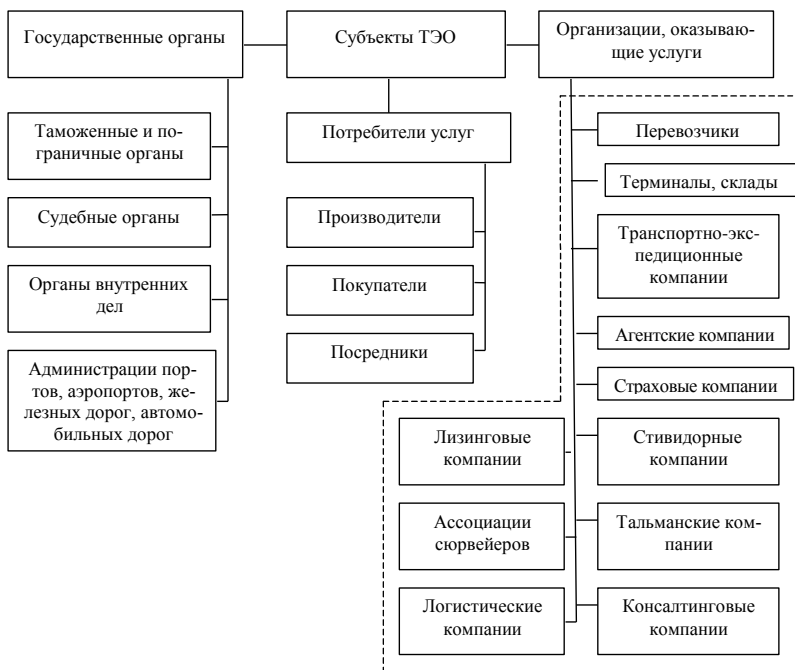 Государственные органы
Субъекты ТЭО
Организации, оказываю-
щие услуги
Таможенные и по-
граничные органы
Судебные органы
Органы внутренних
дел
Администрации пор-
тов, аэропортов, же-
лезных дорог, автомо-
бильных дорог
Потребители услуг
Производители
Покупатели
Посредники
Перевозчики
Терминалы, склады
Транспортно-экс-
педиционные
компании
Агентские компании
Страховые компании
Лизинговые
компании
Стивидорные
компании
Ассоциации
сюрвейеров
Тальманские ком-
пании
Логистические
компании
Консалтинговые
компании